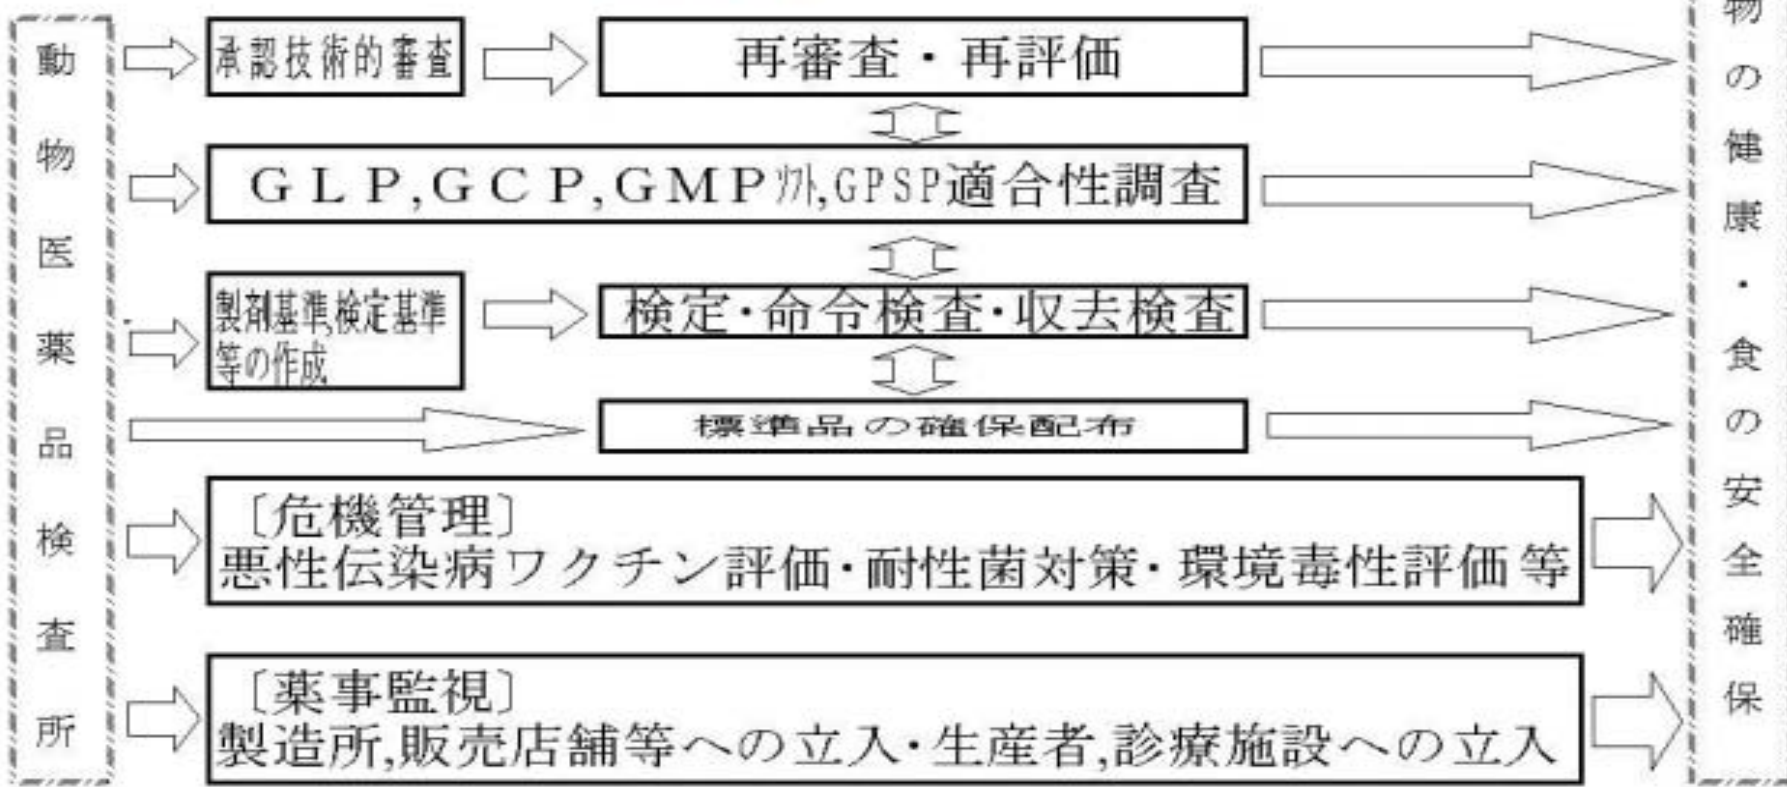 動物医薬品検査所
承認技術的審査
再審査・再評価
GLP,GCP,GMPソフト,GPSP適合性調査
製剤基準,検定基準
等の作成
検定・命令検査・収去検査
標準品の確保配布
〔危機管理〕
悪性伝染病ワクチン評価・耐性菌対策・環境毒性評価等
〔薬事監視〕
製造所,販売店舗等への立入・生産者,診療施設への立入
物の健康・食の安全確保